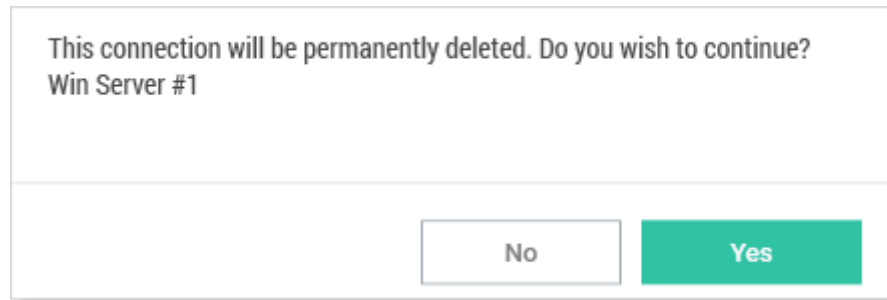 This connection will be permanently deleted. Do you wish to continue?
Win Server #1
No
Yes